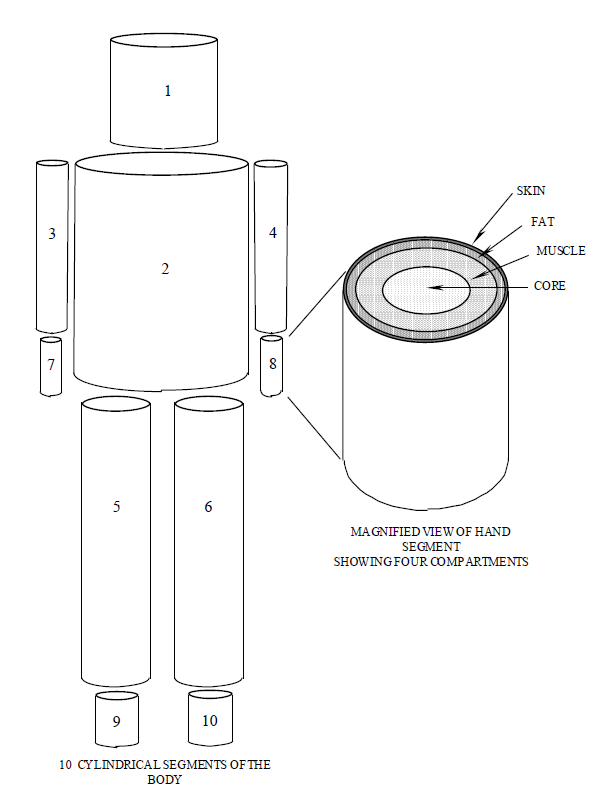 1
SKIN
FAT
3
4
MUSCLE
2
CORE
7
8
5
6
MAGNIFIED VIEW OF HAND
SEGMENT
SHOWING FOUR COMPARTMENTS
9
10
10 CYLINDRICAL SEGMENTS OF THE
BODY